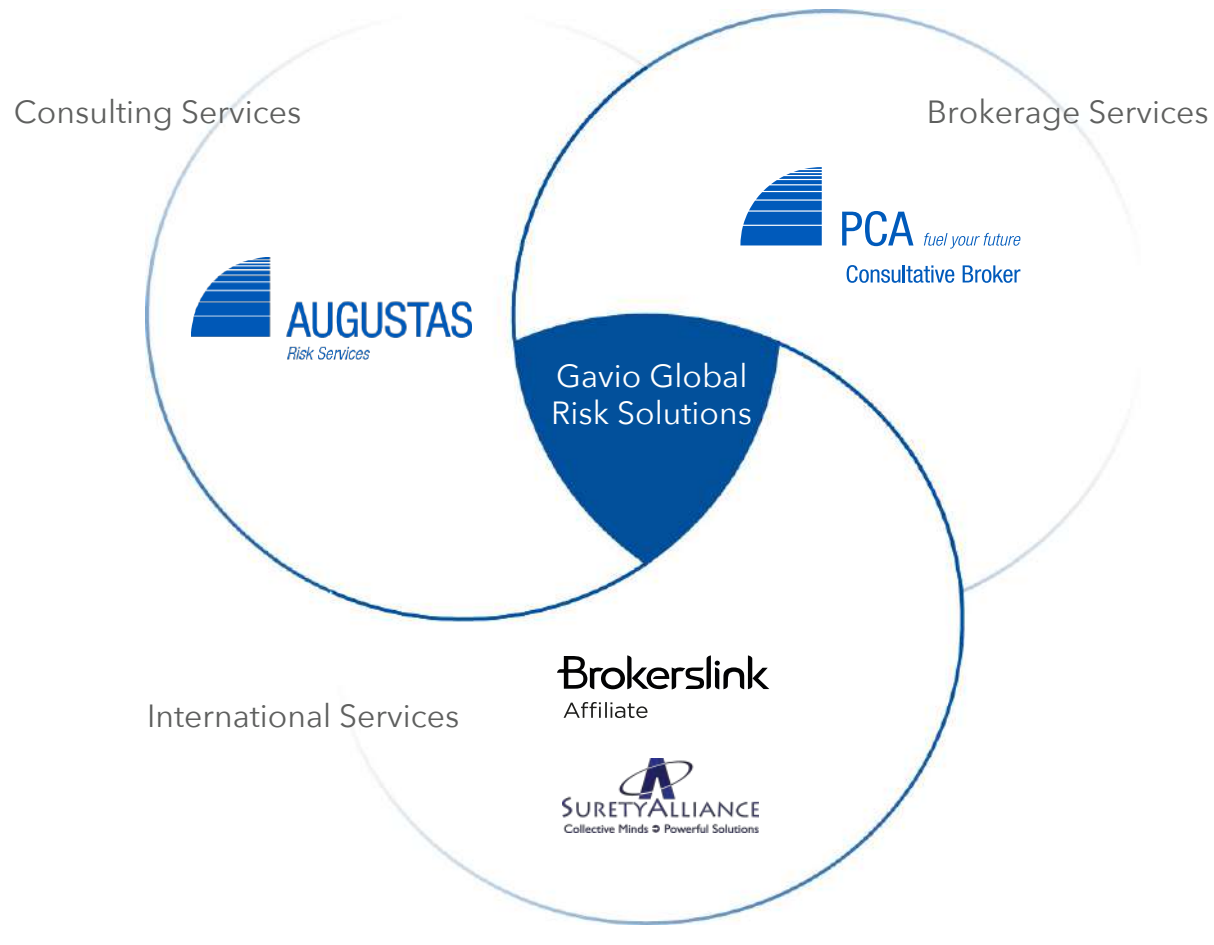 Consulting Services
Brokerage Services
PCA fuel your future
Consultative Broker
AUGUSTAS
Risk Services
Gavio Global
Risk Solutions
Brokerslink
Affiliate
International Services
SURETYALLIANCE
Collective Minds ➲ Powerful Solutions